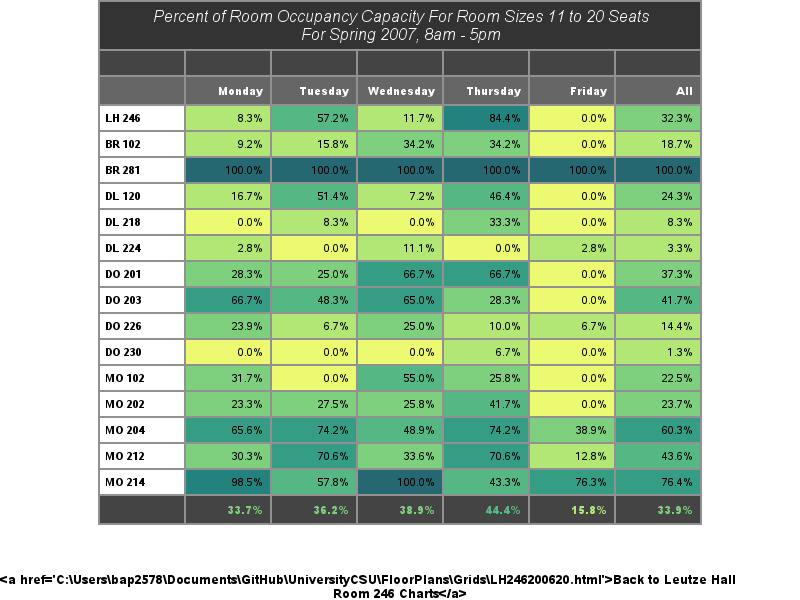 Percent of Room Occupancy Capacity For Room Sizes 11 to 20 Seats
For Spring 2007, 8am - 5pm
Monday Tuesday Wednesday Thursday Friday All
LH 246 8.3% 57.2% 11.7% 84.4% 0.0% 32.3%
BR 102 9.2% 15.8% 34.2% 34.2% 0.0% 18.7%
BR 281 100.0% 100.0% 100.0% 100.0% 100.0% 100.0%
DL 120 16.7% 51.4% 7.2% 46.4% 0.0% 24.3%
DL 218 0.0% 8.3% 0.0% 33.3% 0.0% 8.3%
DL 224 2.8% 0.0% 11.1% 0.0% 2.8% 3.3%
DO 201 28.3% 25.0% 66.7% 66.7% 0.0% 37.3%
DO 203 66.7% 48.3% 65.0% 28.3% 0.0% 41.7%
DO 226 23.9% 6.7% 25.0% 10.0% 6.7% 14.4%
DO 230 0.0% 0.0% 0.0% 6.7% 0.0% 1.3%
MO 102 31.7% 0.0% 55.0% 25.8% 0.0% 22.5%
MO 202 23.3% 27.5% 25.8% 41.7% 0.0% 23.7%
MO 204 65.6% 74.2% 48.9% 74.2% 38.9% 60.3%
MO 212 30.3% 70.6% 33.6% 70.6% 12.8% 43.6%
MO 214 98.5% 57.8% 100.0% 43.3% 76.3% 76.4%
33.7% 36.2% 38.9% 44.4% 15.8% 33.9%
<a href='C:\Users\bap2578\Documents\GitHub\UniversityCSU\FloorPlans\Grids\LH246200620.html'>Back to Leutze Hall
Room 246 Charts</a>